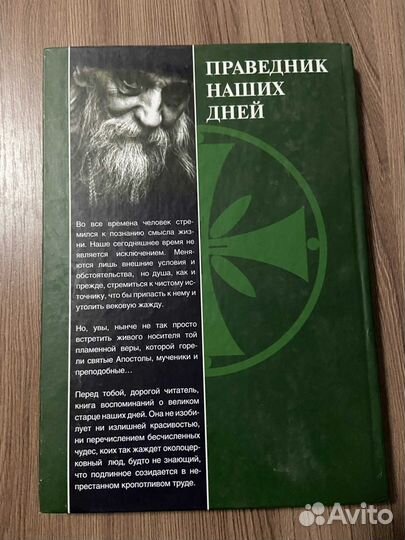 ПРАВЕДНИК
НАШИХ
ДНЕЙ
Во все времена человек стре-
мился к познанию смысла жиз-
ни. Наше сегодняшнее время не
является исключением. Меня-
ются лишь внешние условия и
обстоятельства, но душа, как и
прежде, стремиться к чистому ис-
точнику, что бы припасть к нему и
утолить вековую жажду.
Но, увы, нынче не так просто
встретить живого носителя той
пламенной веры, которой горе-
ли святые Апостолы, мученики и
преподобные...
Перед тобой, дорогой читатель,
книга воспоминаний о великом
старце наших дней. Она не изоби-
лует ни излишней красивостью,
ни перечислением бесчисленных
чудес, коих так жаждет околоцер-
ковный люд, будто не знающий,
что подлинное созидается в не-
престанном кропотливом труде.
Avito